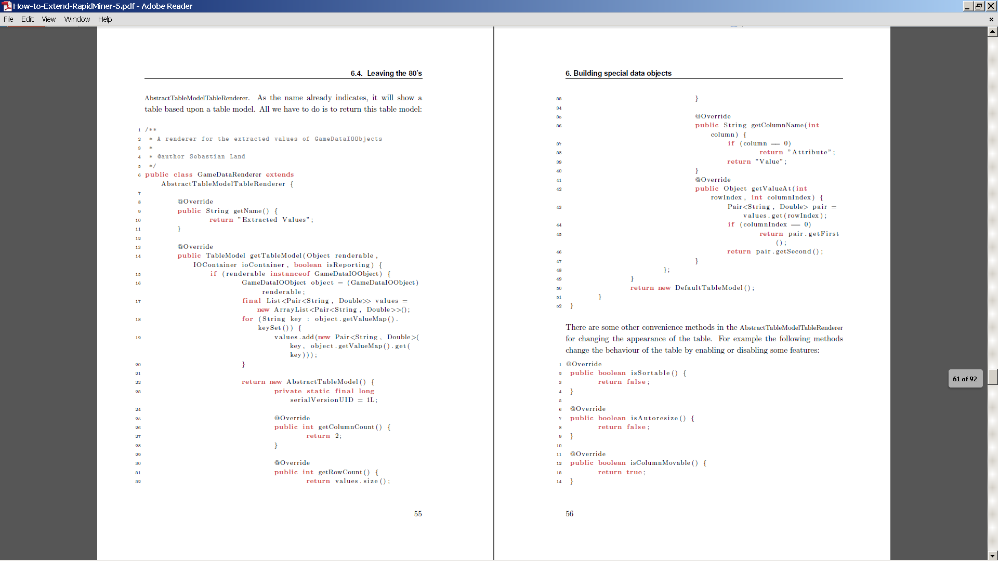 How-to-Extend-RapidMiner-5.pdf - Adobe Reader
File Edit View Window Help
6.4. Leaving the 80's
AbstractTableModelTableRenderer. As the name already indicates, it will show a
table based upon a table model. All we have to do is to return this table model:
1 /**
2 * A renderer for the extracted values of GameDataIOObjects
3 *
4 * @author Sebastian Land
5 */
6 public class GameDataRenderer extends
AbstractTableModelTableRenderer {
7
8 @Override
9 public String getName() {
10 return "Extracted Values";
11 }
12
13 @Override
14 public TableModel getTableModel(Object renderable,
IOContainer ioContainer, boolean isReporting) {
15 if (renderable instanceof GameDataIOObject) {
16 GameDataIOObject object = (GameDataIOObject)
renderable;
17 final List<Pair<String, Double>> values =
new ArrayList<Pair<String, Double>>();
18 for (String key : object.getValueMap().
keySet()) {
19 values.add(new Pair<String, Double>(
key, object.getValueMap().get(
key)));
20 }
21
22 return new AbstractTableModel() {
23 private static final long
serialVersionUID = 1L;
24
25 @Override
26 public int getColumnCount() {
27 return 2;
28 }
29
30 @Override
31 public int getRowCount() {
32 return values.size();
55
6. Building special data objects
33 }
34
35 @Override
36 public String getColumnName(int
column) {
37 if (column == 0)
38 return "Attribute";
39 return "Value";
40 }
41 @Override
42 public Object getValueAt(int
rowIndex, int columnIndex) {
43 Pair<String, Double> pair =
values.get(rowIndex);
44 if (columnIndex == 0)
45 return pair.getFirst
();
46 return pair.getSecond();
47 }
48 };
49 }
50 return new DefaultTableModel();
51 }
52 }
There are some other convenience methods in the AbstractTableModelTableRenderer
for changing the appearance of the table. For example the following methods
change the behaviour of the table by enabling or disabling some features:
1 @Override
2 public boolean isSortable() {
3 return false;
4 }
5
6 @Override
7 public boolean isAutoresize() {
8 return false;
9 }
10
11 @Override
12 public boolean isColumnMovable() {
13 return true;
14 }
56
61 of 92